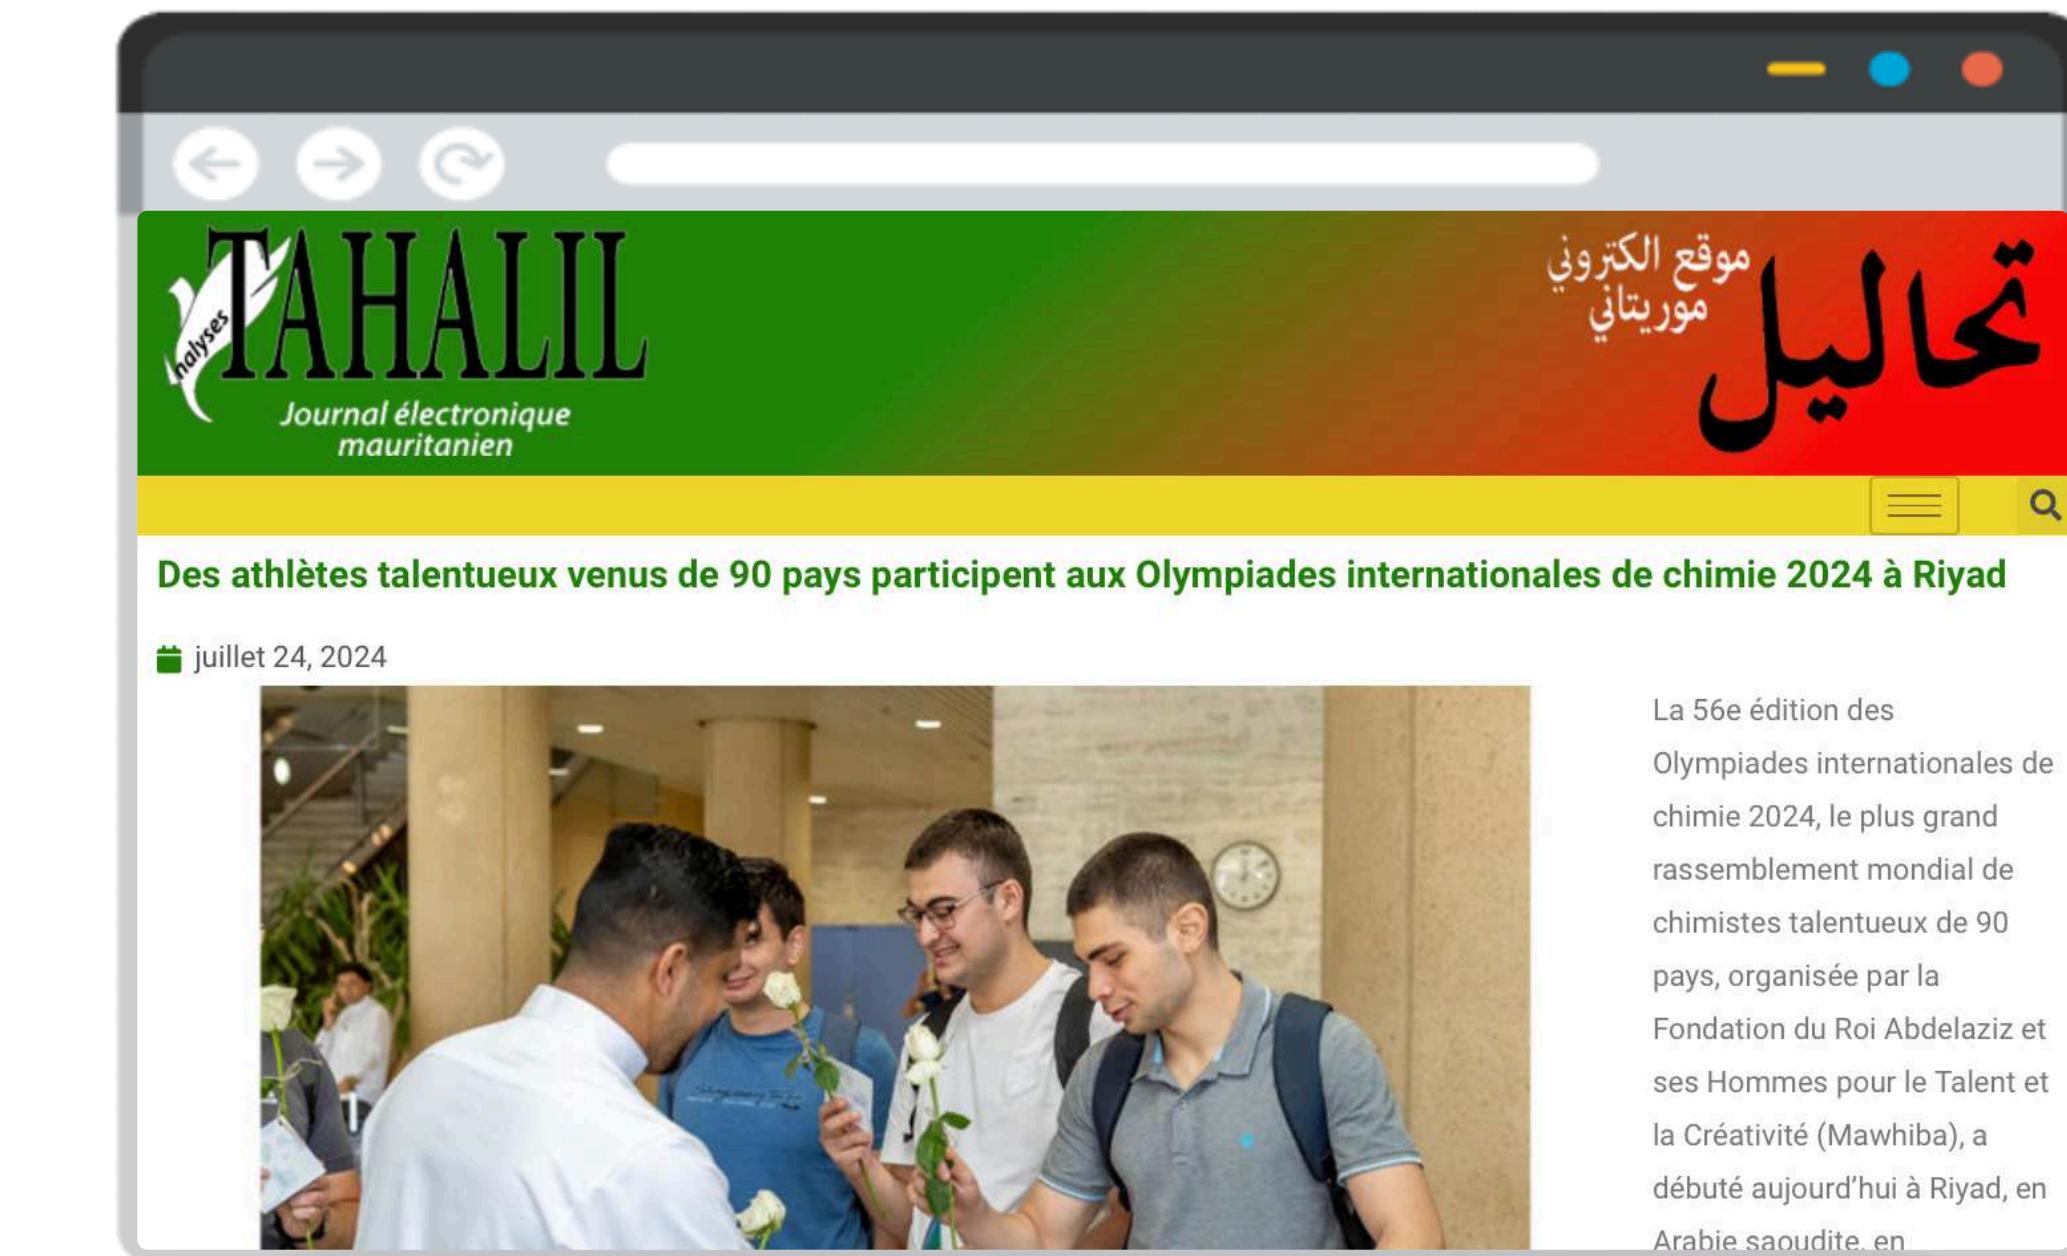 TAHALIL
nalyses
Journal électronique
mauritanien
موقع الكتروني
موريتاني
تحاليل
Des athlètes talentueux venus de 90 pays participent aux Olympiades internationales de chimie 2024 à Riyad
juillet 24, 2024
La 56e édition des
Olympiades internationales de
chimie 2024, le plus grand
rassemblement mondial de
chimistes talentueux de 90
pays, organisée par la
Fondation du Roi Abdelaziz et
ses Hommes pour le Talent et
la Créativité (Mawhiba), a
débuté aujourd’hui à Riyad, en
Arabie saoudite, en